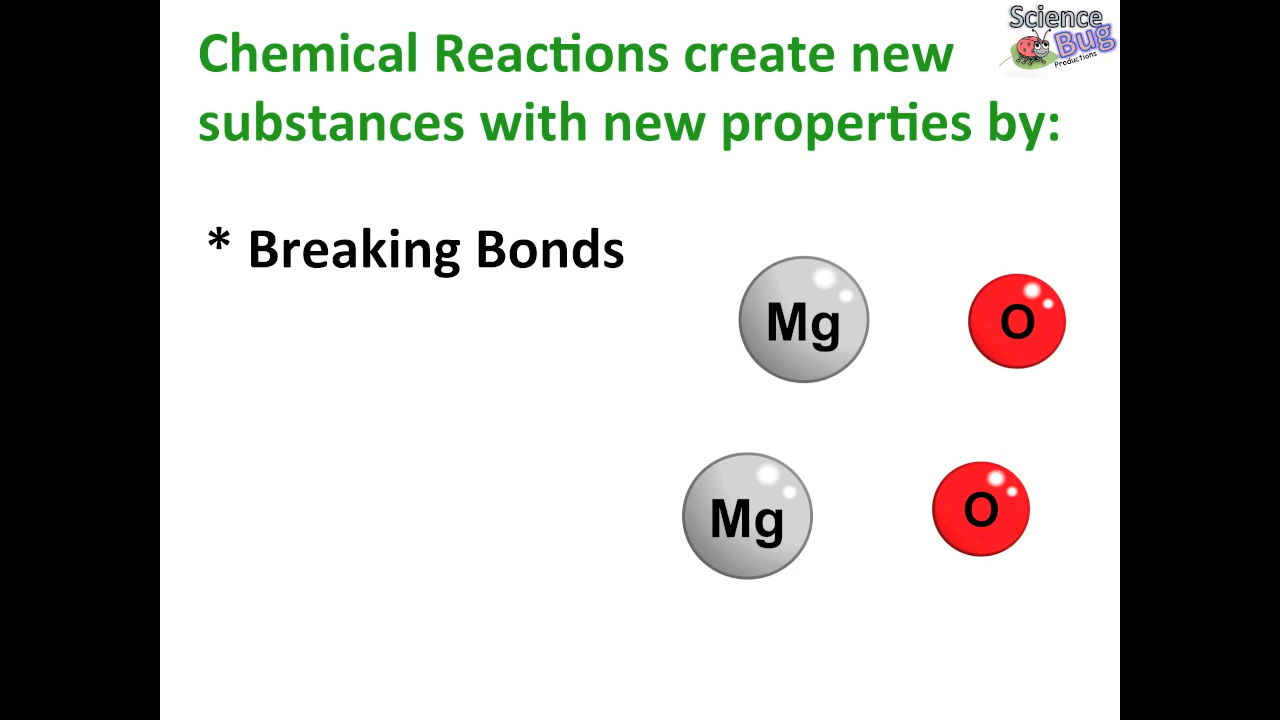 Science
Bug
Productions
Chemical Reactions create new
substances with new properties by:
* Breaking Bonds
Mg
O
Mg
O